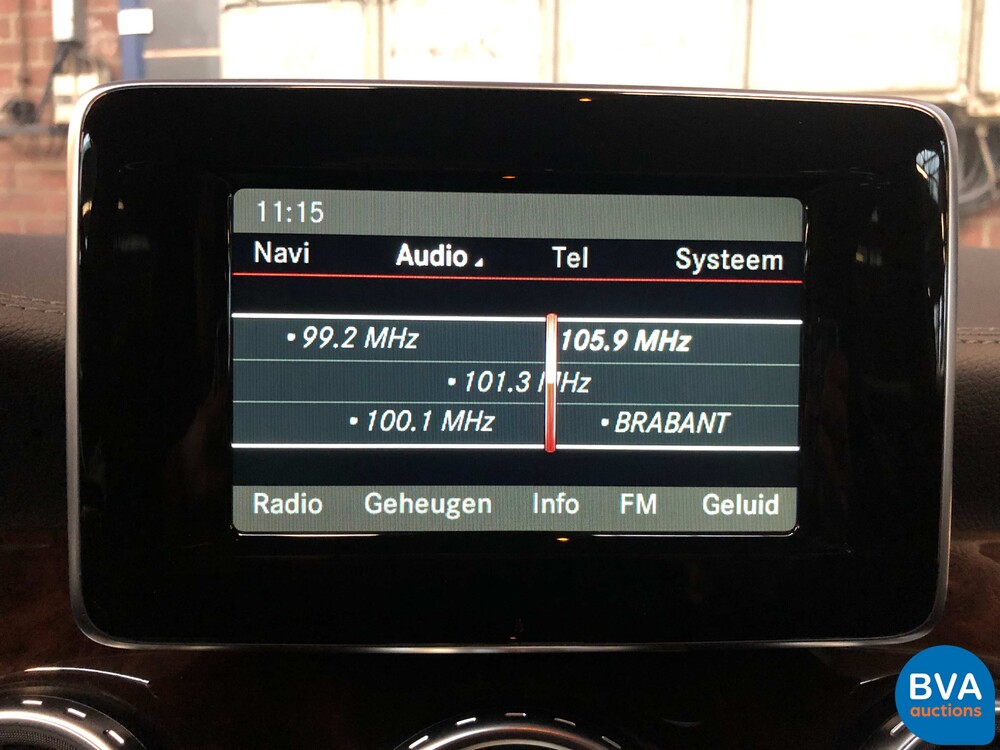 11:15
Navi Audio Tel Systeem
• 99.2 MHz 105.9 MHz
• 101.3 MHz
• 100.1 MHz • BRABANT
Radio Geheugen Info FM Geluid
BVA
auctions